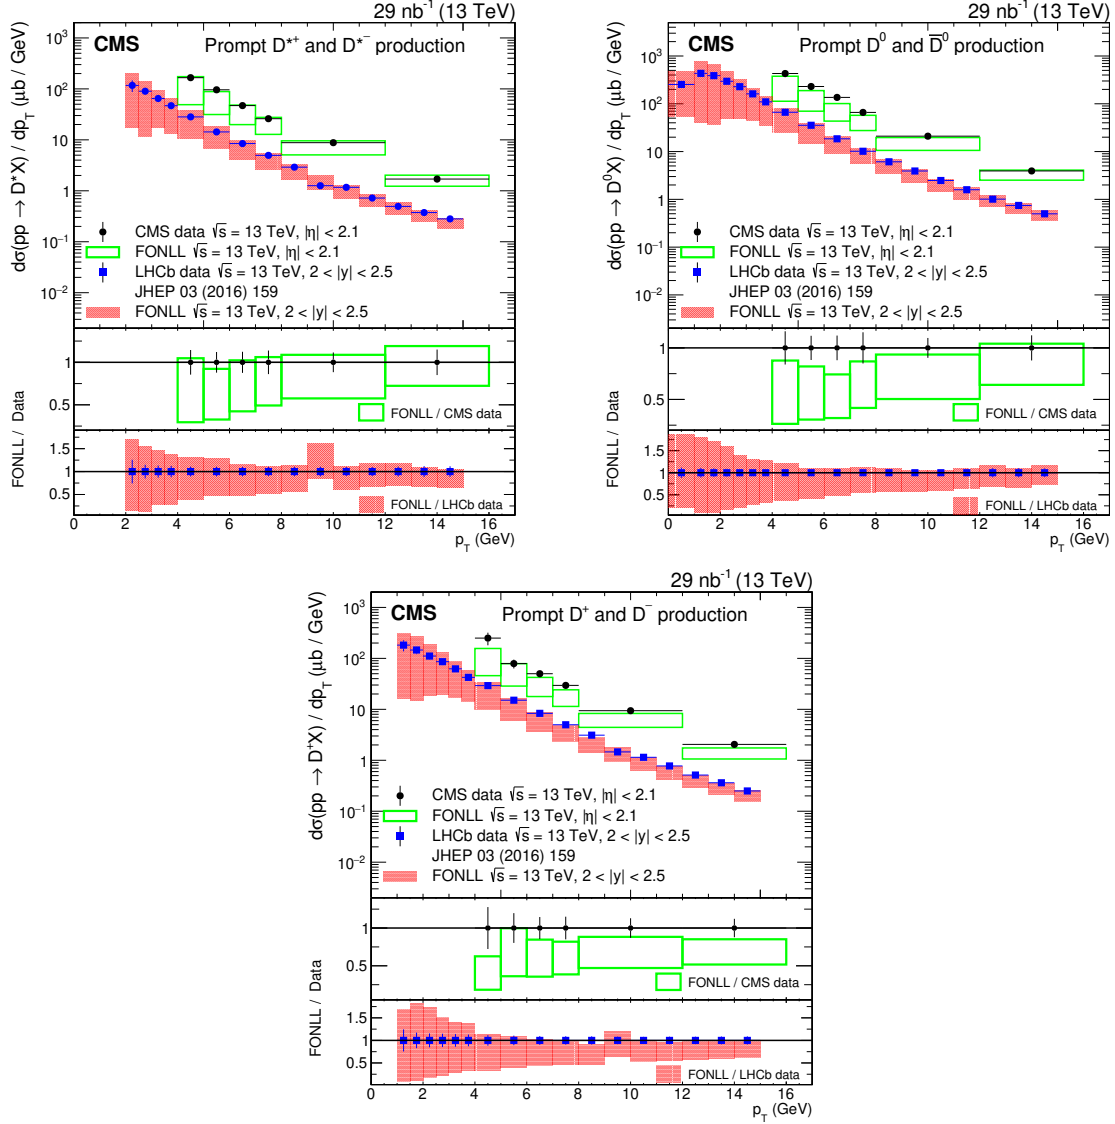 29 nb⁻¹ (13 TeV)
CMS Prompt D*⁺ and D*⁻ production
dσ(pp → D*X) / dp_T (μb / GeV)
10³
10²
10
1
10⁻¹
10⁻²
CMS data √s = 13 TeV, |η| < 2.1
FONLL √s = 13 TeV, |η| < 2.1
LHCb data √s = 13 TeV, 2 < |y| < 2.5
JHEP 03 (2016) 159
FONLL √s = 13 TeV, 2 < |y| < 2.5
FONLL / Data
1
0.5
FONLL / CMS data
1.5
1
0.5
FONLL / LHCb data
0 2 4 6 8 10 12 14 16
p_T (GeV)
29 nb⁻¹ (13 TeV)
CMS Prompt D⁰ and D̅⁰ production
dσ(pp → D⁰X) / dp_T (μb / GeV)
10³
10²
10
1
10⁻¹
10⁻²
CMS data √s = 13 TeV, |η| < 2.1
FONLL √s = 13 TeV, |η| < 2.1
LHCb data √s = 13 TeV, 2 < |y| < 2.5
JHEP 03 (2016) 159
FONLL √s = 13 TeV, 2 < |y| < 2.5
FONLL / Data
1
0.5
FONLL / CMS data
1.5
1
0.5
FONLL / LHCb data
0 2 4 6 8 10 12 14 16
p_T (GeV)
29 nb⁻¹ (13 TeV)
CMS Prompt D⁺ and D⁻ production
dσ(pp → D⁺X) / dp_T (μb / GeV)
10³
10²
10
1
10⁻¹
10⁻²
CMS data √s = 13 TeV, |η| < 2.1
FONLL √s = 13 TeV, |η| < 2.1
LHCb data √s = 13 TeV, 2 < |y| < 2.5
JHEP 03 (2016) 159
FONLL √s = 13 TeV, 2 < |y| < 2.5
FONLL / Data
1
0.5
FONLL / CMS data
1.5
1
0.5
FONLL / LHCb data
0 2 4 6 8 10 12 14 16
p_T (GeV)